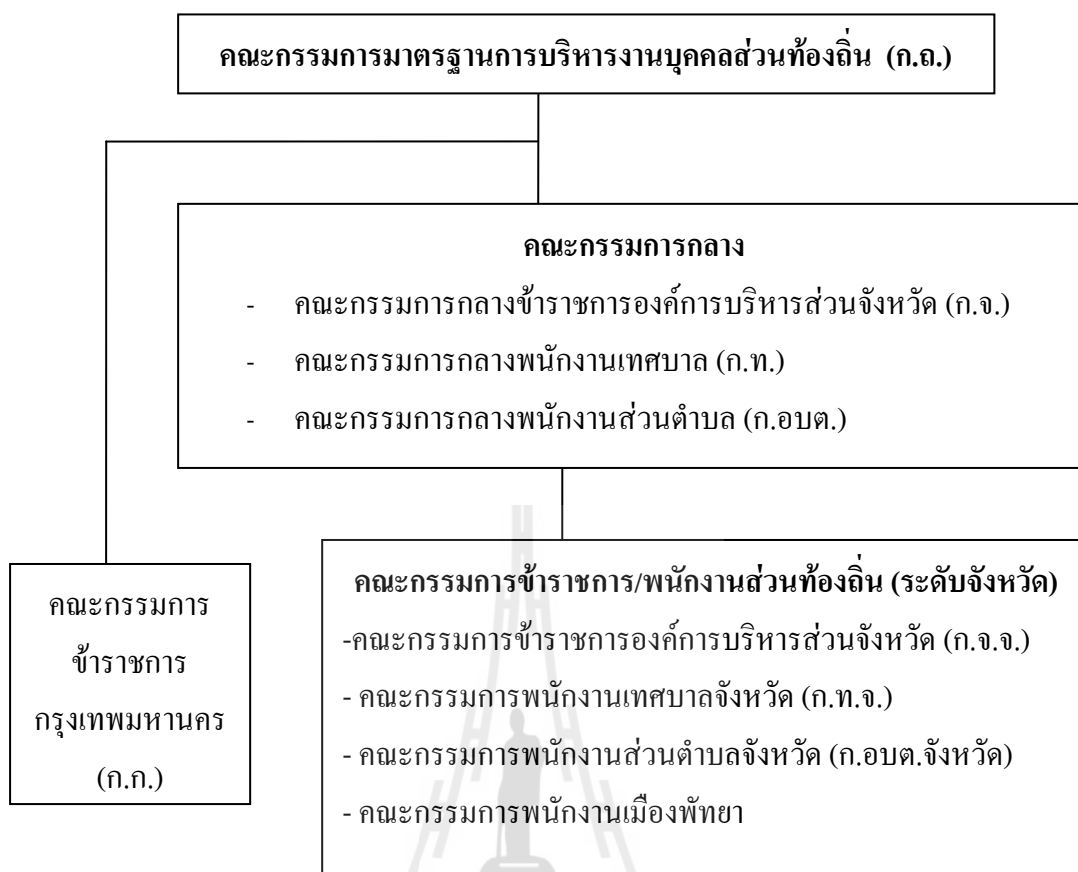 คณะกรรมการมาตรฐานการบริหารงานบุคคลส่วนท้องถิ่น (ก.ถ.)
คณะกรรมการกลาง
- คณะกรรมการกลางข้าราชการองค์การบริหารส่วนจังหวัด (ก.จ.)
- คณะกรรมการกลางพนักงานเทศบาล (ก.ท.)
- คณะกรรมการกลางพนักงานส่วนตำบล (ก.อบต.)
คณะกรรมการ
ข้าราชการ
กรุงเทพมหานคร
(ก.ก.)
คณะกรรมการข้าราชการ/พนักงานส่วนท้องถิ่น (ระดับจังหวัด)
-คณะกรรมการข้าราชการองค์การบริหารส่วนจังหวัด (ก.จ.จ.)
- คณะกรรมการพนักงานเทศบาลจังหวัด (ก.ท.จ.)
- คณะกรรมการพนักงานส่วนตำบลจังหวัด (ก.อบต.จังหวัด)
- คณะกรรมการพนักงานเมืองพัทยา